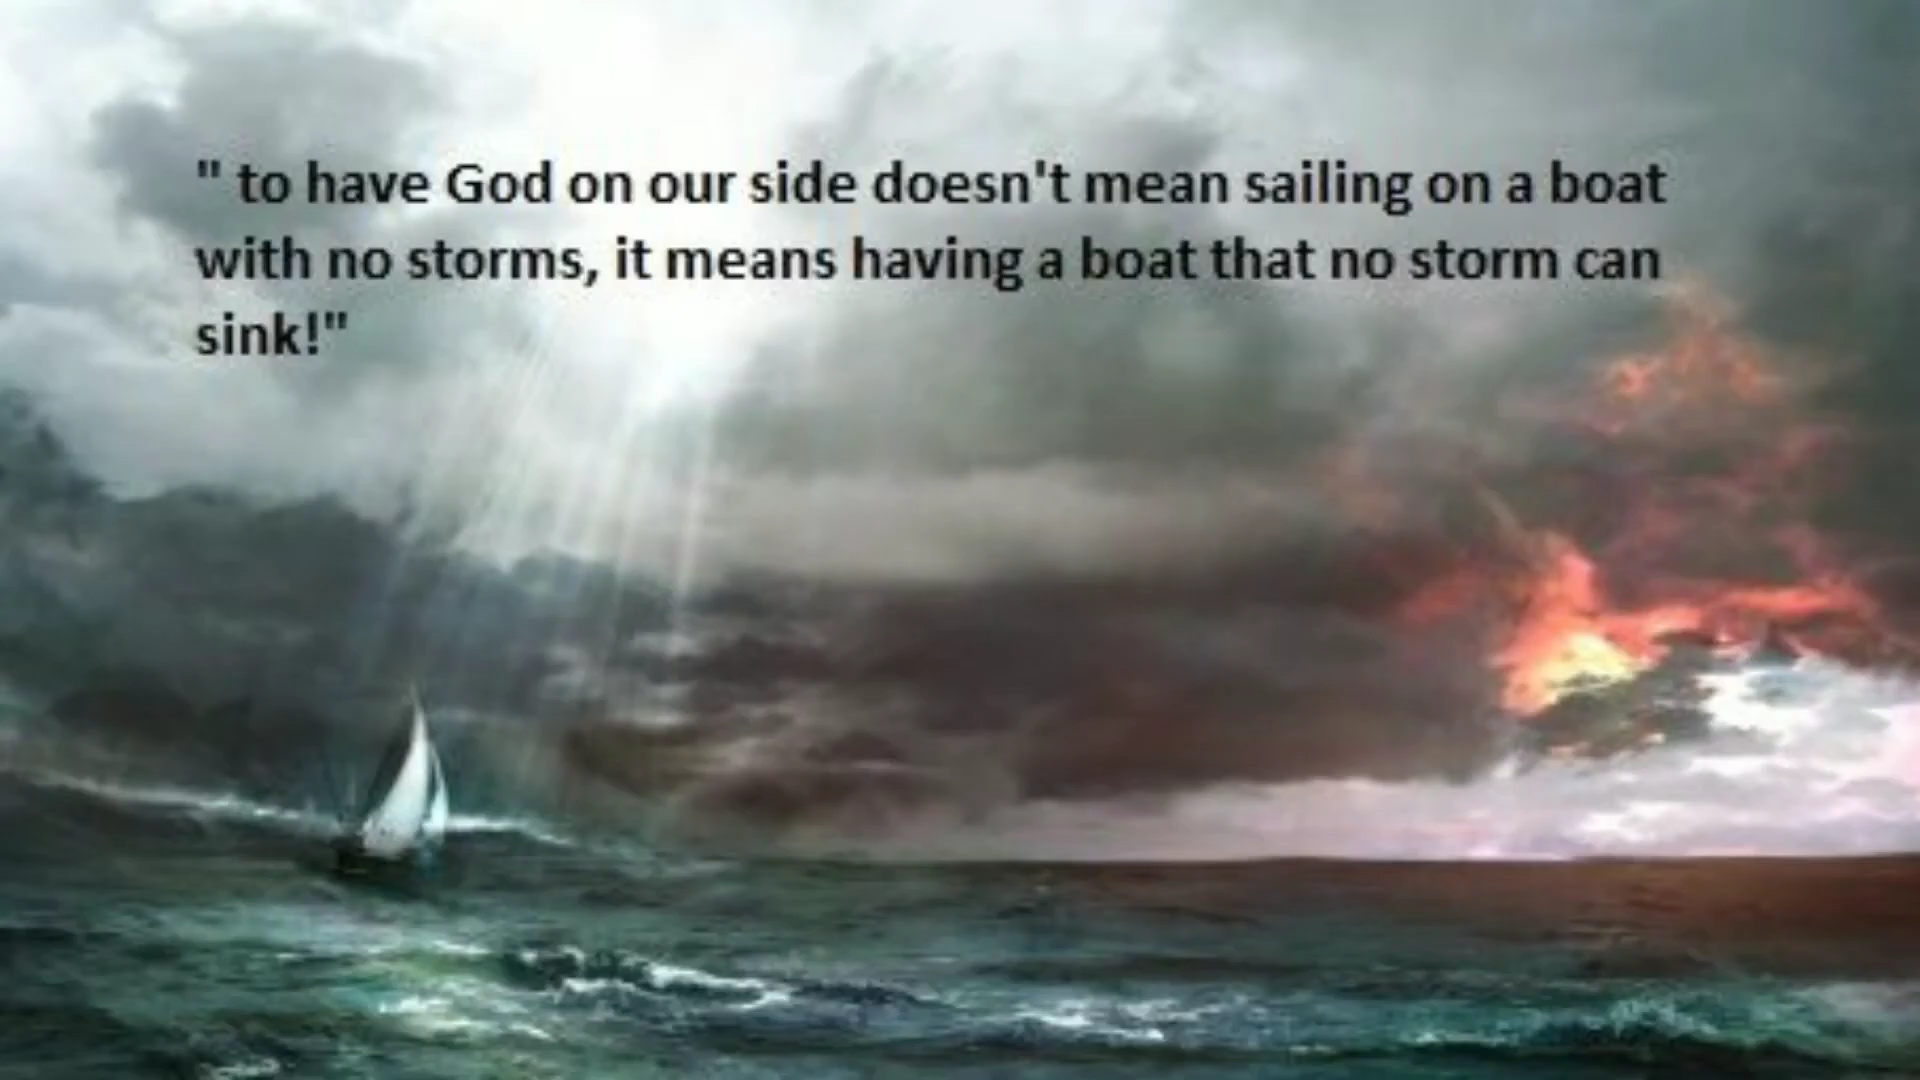 " to have God on our side doesn't mean sailing on a boat
with no storms, it means having a boat that no storm can
sink!"